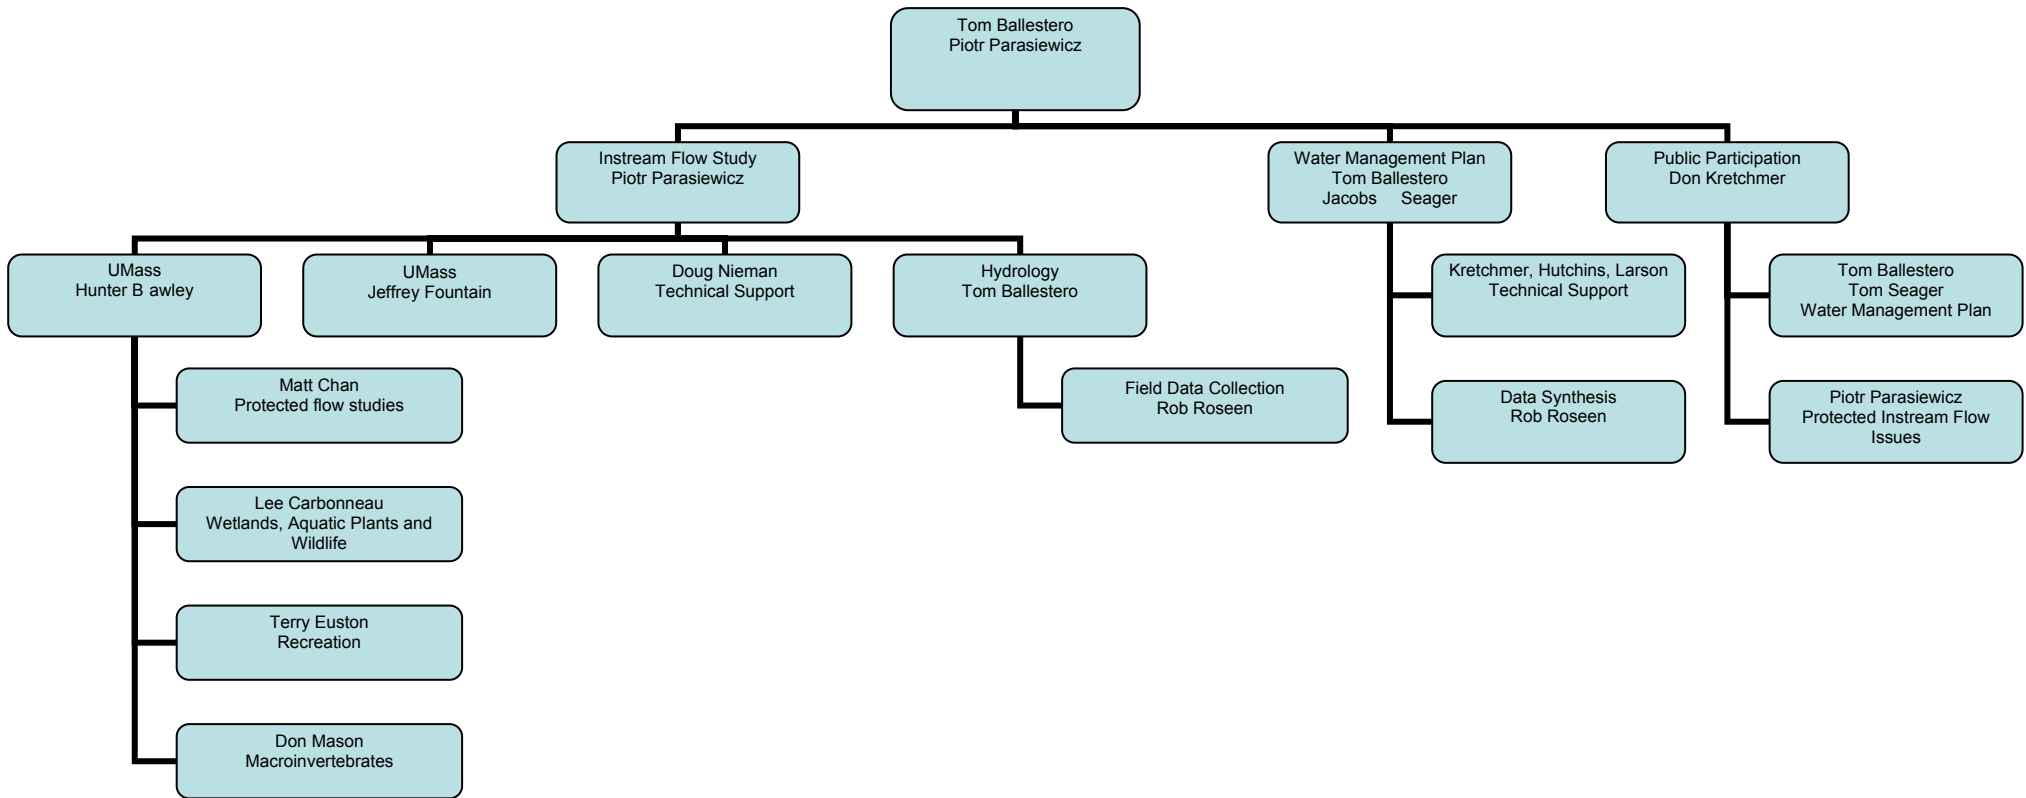 Tom Ballestero
Piotr Parasiewicz
Instream Flow Study
Piotr Parasiewicz
Water Management Plan
Tom Ballestero
Jacobs Seager
Public Participation
Don Kretchmer
UMass
Hunter B awley
UMass
Jeffrey Fountain
Doug Nieman
Technical Support
Hydrology
Tom Ballestero
Kretchmer, Hutchins, Larson
Technical Support
Tom Ballestero
Tom Seager
Water Management Plan
Matt Chan
Protected flow studies
Field Data Collection
Rob Roseen
Data Synthesis
Rob Roseen
Piotr Parasiewicz
Protected Instream Flow
Issues
Lee Carbonneau
Wetlands, Aquatic Plants and
Wildlife
Terry Euston
Recreation
Don Mason
Macroinvertebrates